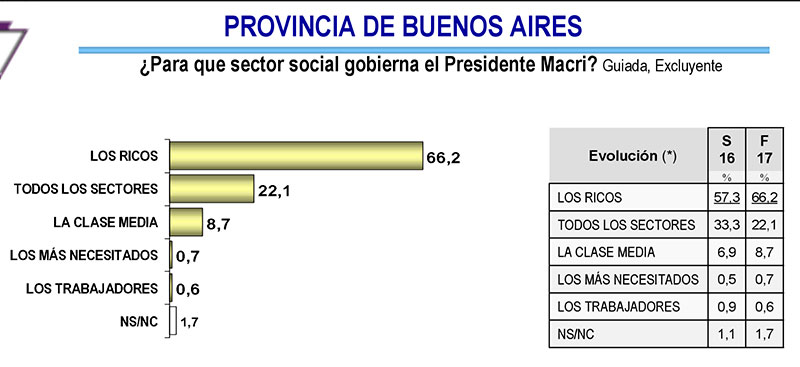 PROVINCIA DE BUENOS AIRES
¿Para que sector social gobierna el Presidente Macri? Guiada, Excluyente
LOS RICOS 66,2
TODOS LOS SECTORES 22,1
LA CLASE MEDIA 8,7
LOS MÁS NECESITADOS 0,7
LOS TRABAJADORES 0,6
NS/NC 1,7
Evolución (*) S 16 F 17
% %
LOS RICOS 57,3 66,2
TODOS LOS SECTORES 33,3 22,1
LA CLASE MEDIA 6,9 8,7
LOS MÁS NECESITADOS 0,5 0,7
LOS TRABAJADORES 0,9 0,6
NS/NC 1,1 1,7